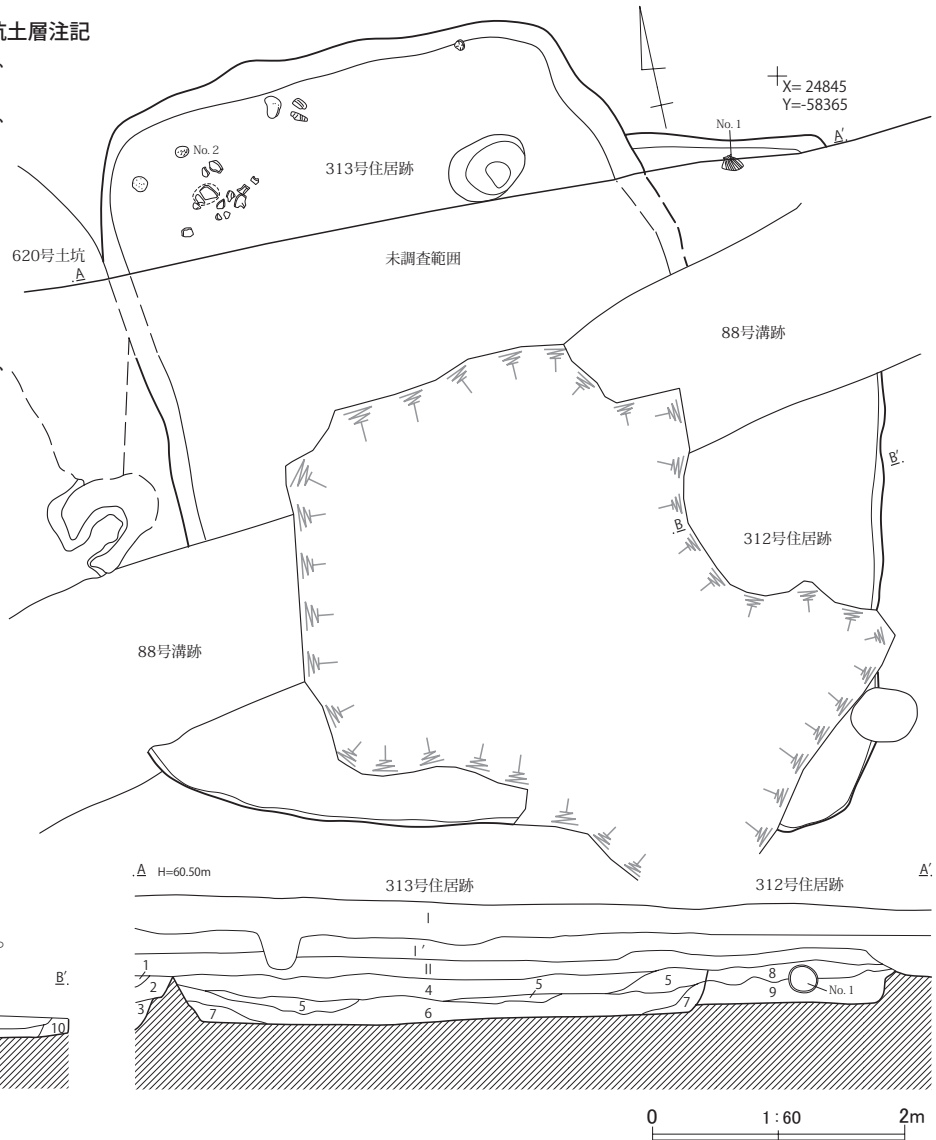 坑土層注記
X= 24845
Y=-58365
No. 1
A'
No. 2
313号住居跡
620号土坑
A
未調査範囲
88号溝跡
B'
B
312号住居跡
88号溝跡
A H=60.50m
313号住居跡
312号住居跡
A'
I
I'
II
1
2
3
4
5
5
5
6
7
7
8
9
No. 1
B'
10
0 1:60 2m